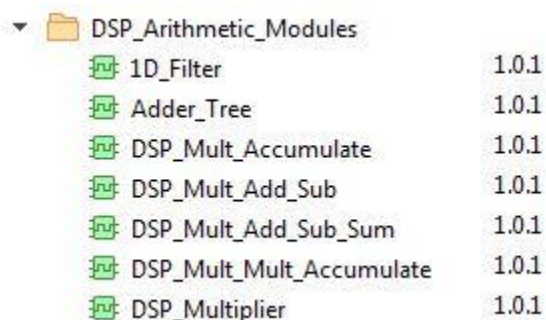 DSP_Arithmetic_Modules
1D_Filter 1.0.1
Adder_Tree 1.0.1
DSP_Mult_Accumulate 1.0.1
DSP_Mult_Add_Sub 1.0.1
DSP_Mult_Add_Sub_Sum 1.0.1
DSP_Mult_Mult_Accumulate 1.0.1
DSP_Multiplier 1.0.1